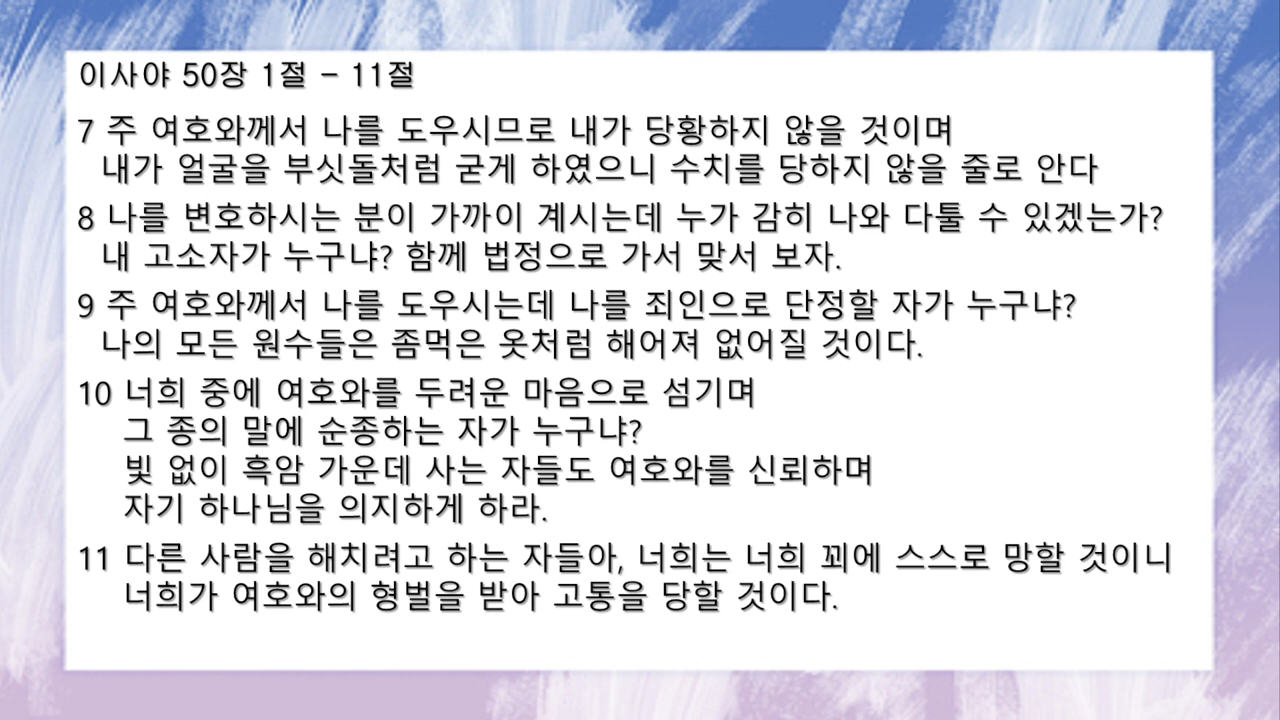 이사야 50장 1절 – 11절
7 주 여호와께서 나를 도우시므로 내가 당황하지 않을 것이며
내가 얼굴을 부싯돌처럼 굳게 하였으니 수치를 당하지 않을 줄로 안다
8 나를 변호하시는 분이 가까이 계시는데 누가 감히 나와 다툴 수 있겠는가?
내 고소자가 누구냐? 함께 법정으로 가서 맞서 보자.
9 주 여호와께서 나를 도우시는데 나를 죄인으로 단정할 자가 누구냐?
나의 모든 원수들은 좀먹은 옷처럼 해어져 없어질 것이다.
10 너희 중에 여호와를 두려운 마음으로 섬기며
그 종의 말에 순종하는 자가 누구냐?
빛 없이 흑암 가운데 사는 자들도 여호와를 신뢰하며
자기 하나님을 의지하게 하라.
11 다른 사람을 해치려고 하는 자들아, 너희는 너희 꾀에 스스로 망할 것이니
너희가 여호와의 형벌을 받아 고통을 당할 것이다.